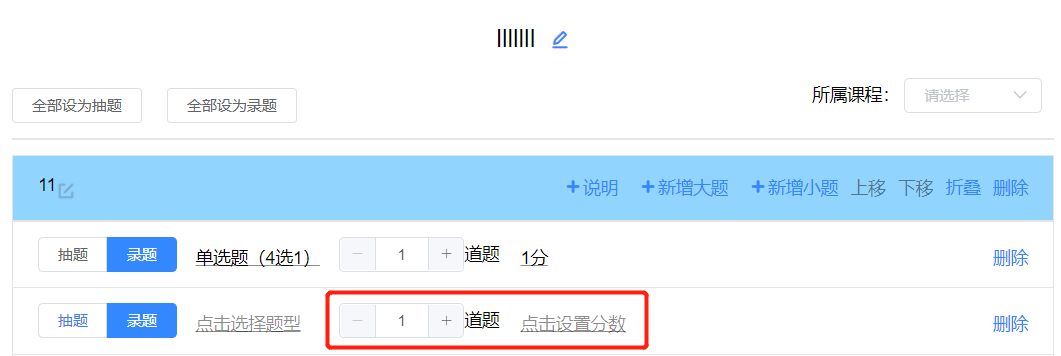 lllllll
全部设为抽题 全部设为录题 所属课程： 请选择
11 +说明 +新增大题 +新增小题 上移 下移 折叠 删除
抽题 录题 单选题（4选1） − 1 + 道题 1分 删除
抽题 录题 点击选择题型 − 1 + 道题 点击设置分数 删除